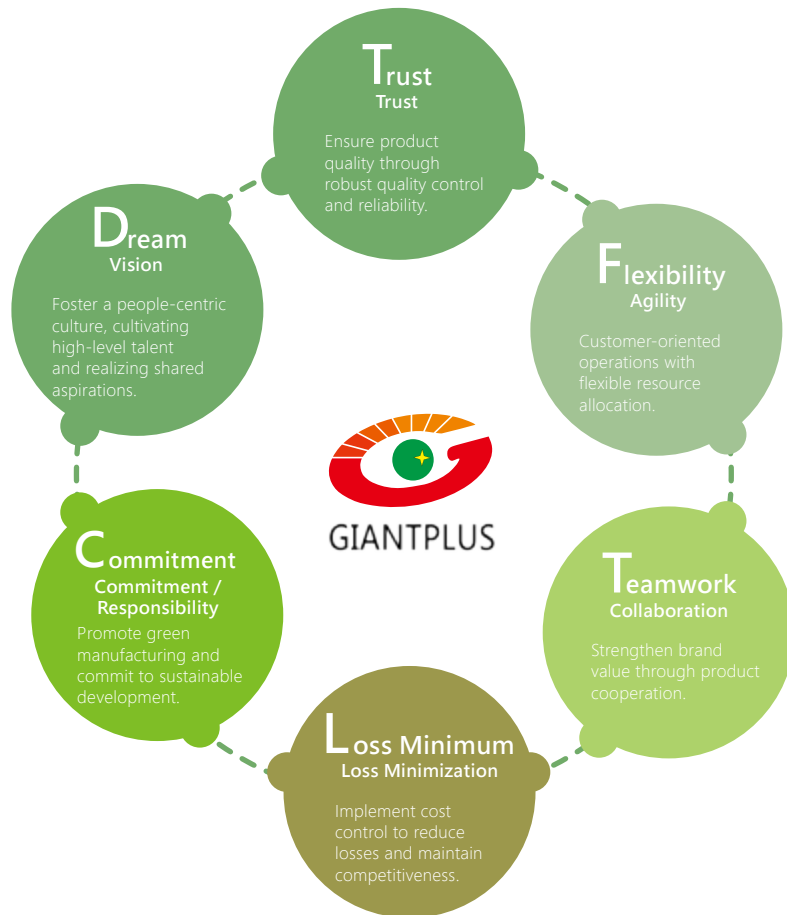 Trust
Trust
Ensure product
quality through
robust quality control
and reliability.
Flexibility
Agility
Customer-oriented
operations with
flexible resource
allocation.
Teamwork
Collaboration
Strengthen brand
value through product
cooperation.
Loss Minimum
Loss Minimization
Implement cost
control to reduce
losses and maintain
competitiveness.
Commitment
Commitment /
Responsibility
Promote green
manufacturing and
commit to sustainable
development.
Dream
Vision
Foster a people-centric
culture, cultivating
high-level talent
and realizing shared
aspirations.
GIANTPLUS